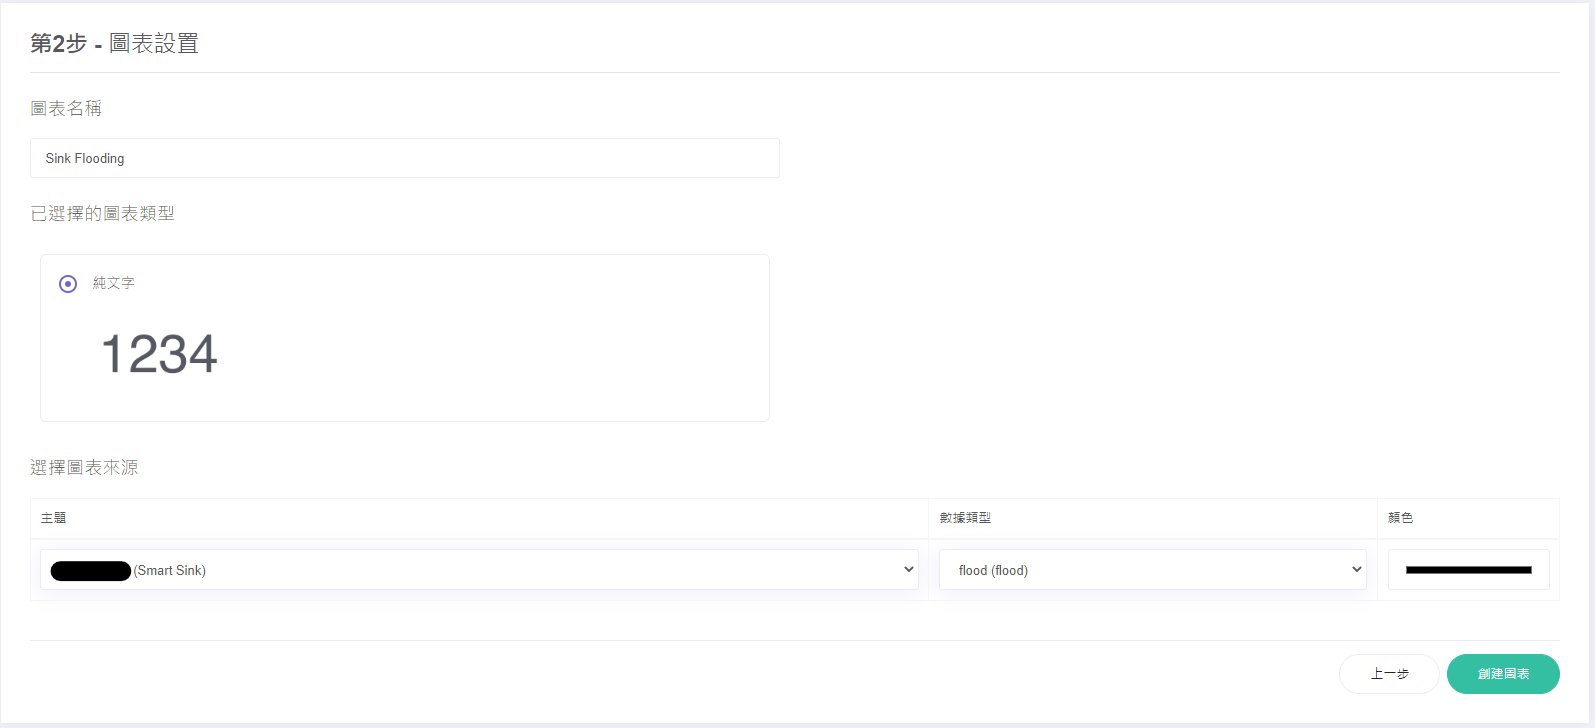 第2步 - 圖表設置
圖表名稱
Sink Flooding
已選擇的圖表類型
純文字
1234
選擇圖表來源
主題 數據類型 顏色
(Smart Sink) flood (flood)
上一步 創建圖表